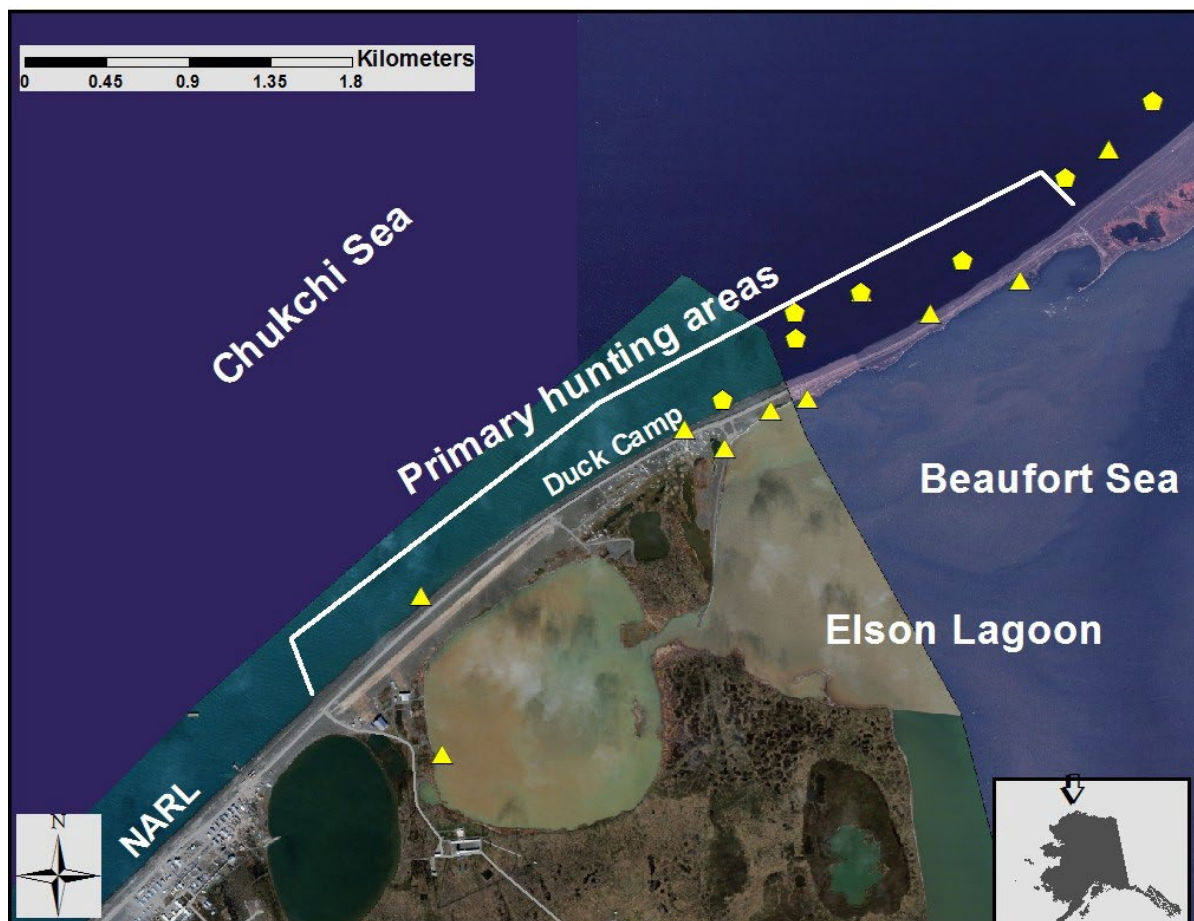 Kilometers
0 0.45 0.9 1.35 1.8
Chukchi Sea
Primary hunting areas
Duck Camp
Beaufort Sea
Elson Lagoon
NARL
N